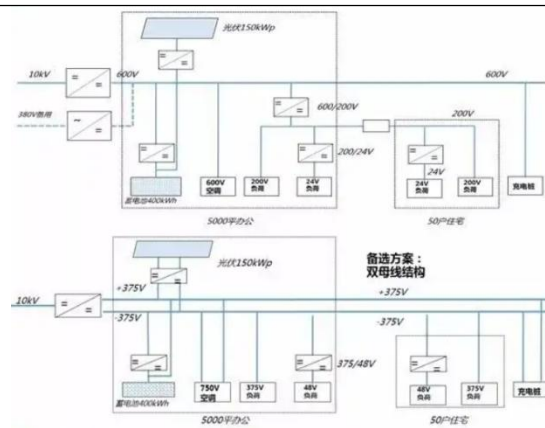 光伏150kWp
10kV
600V
600V
380V备用
600/200V
200V
200/24V
24V
蓄电池400kWh
600V
空调
200V
负荷
24V
负荷
24V
负荷
200V
负荷
充电桩
5000平办公
50户住宅
光伏150kWp
备选方案：
双母线结构
+375V
+375V
10kV
-375V
-375V
375/48V
蓄电池400kWh
750V
空调
375V
负荷
48V
负荷
48V
负荷
375V
负荷
充电桩
5000平办公
50户住宅